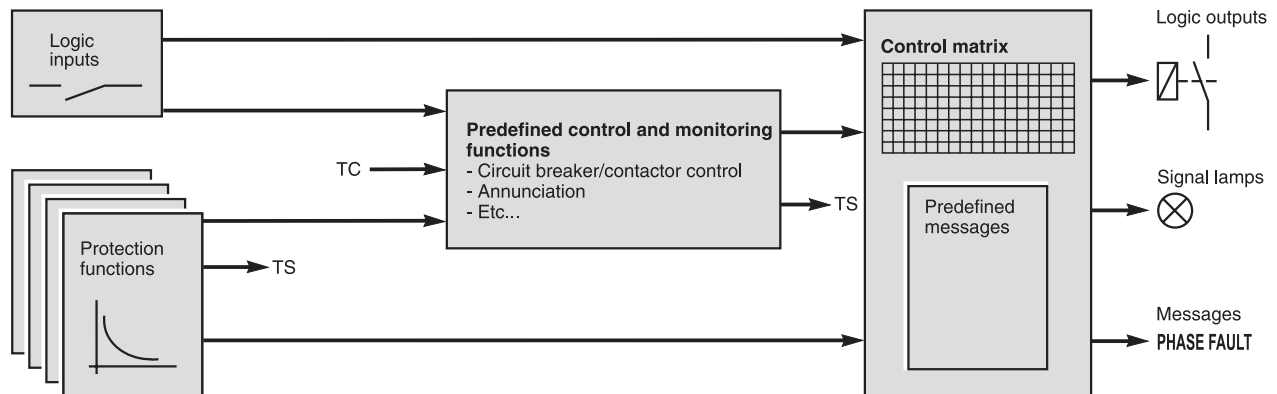 Logic
inputs
Protection
functions
TS
TC
Predefined control and monitoring
functions
- Circuit breaker/contactor control
- Annunciation
- Etc...
TS
Control matrix
Predefined
messages
Logic outputs
Signal lamps
Messages
PHASE FAULT